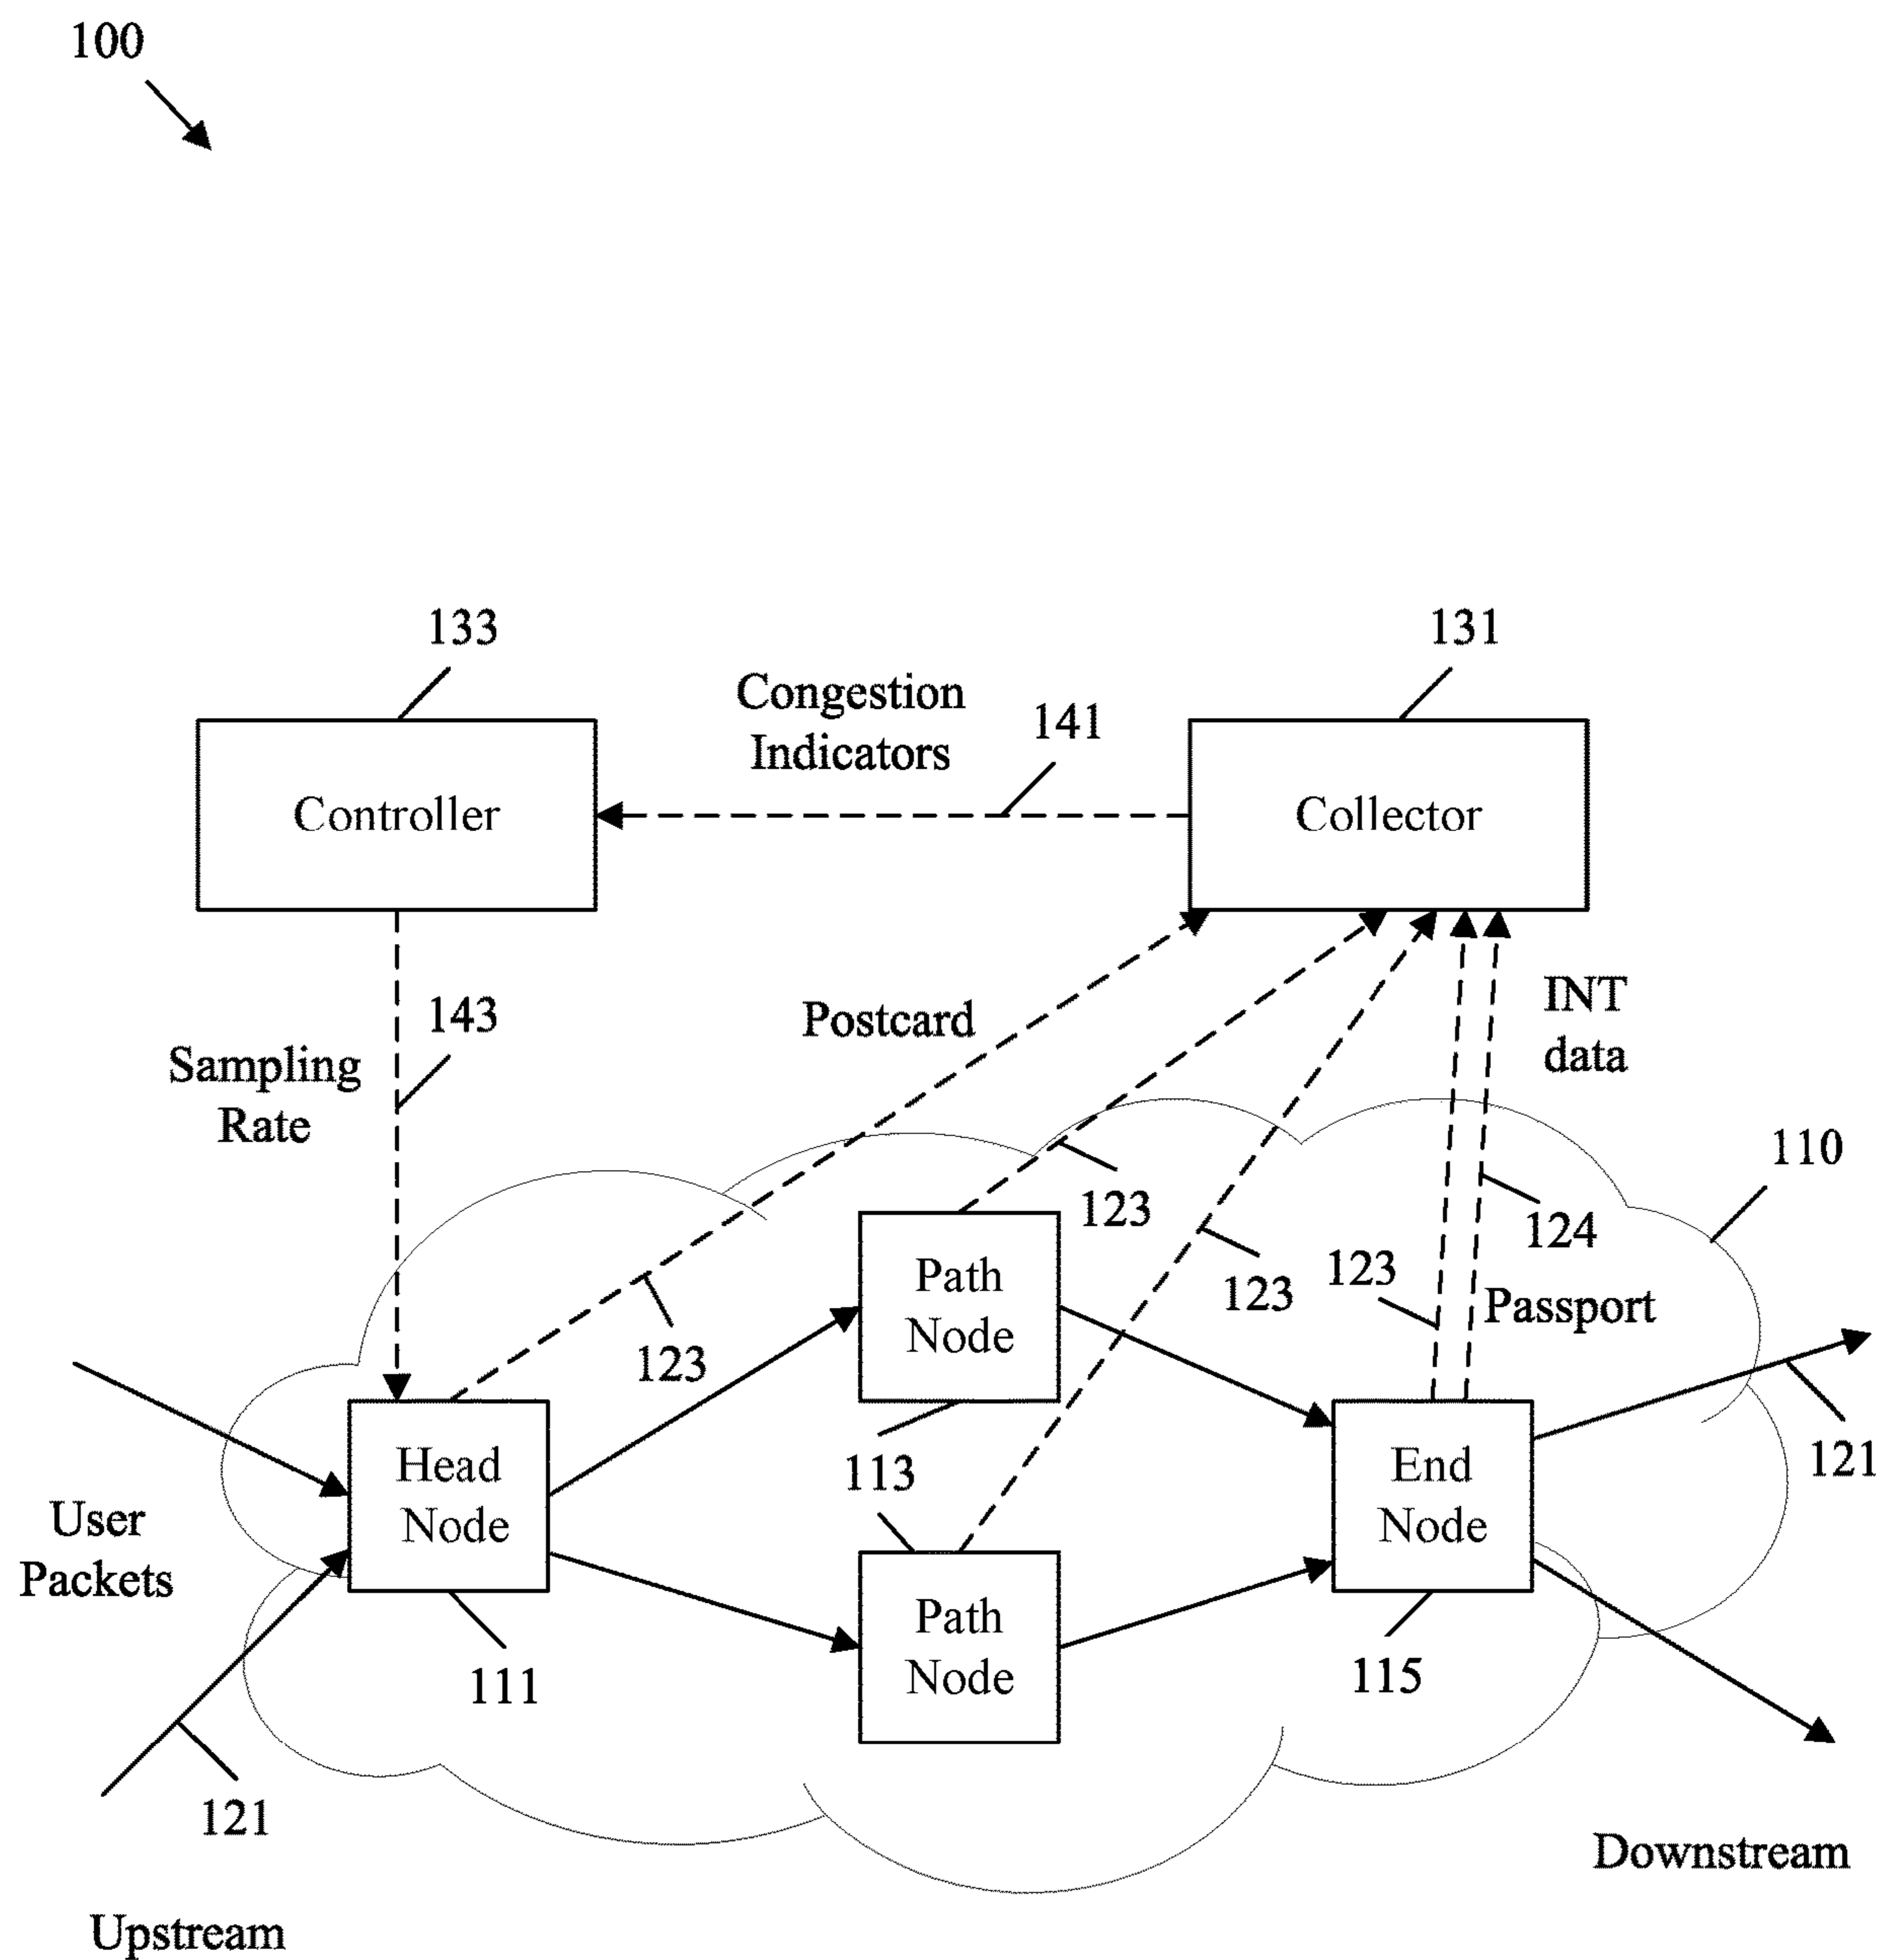 100
133
131
Congestion
Indicators
141
Controller
Collector
143
Sampling
Rate
Postcard
INT
data
110
123
124
123
123
Passport
123
Path
Node
Head
Node
113
End
Node
121
User
Packets
Path
Node
111
115
121
Downstream
Upstream